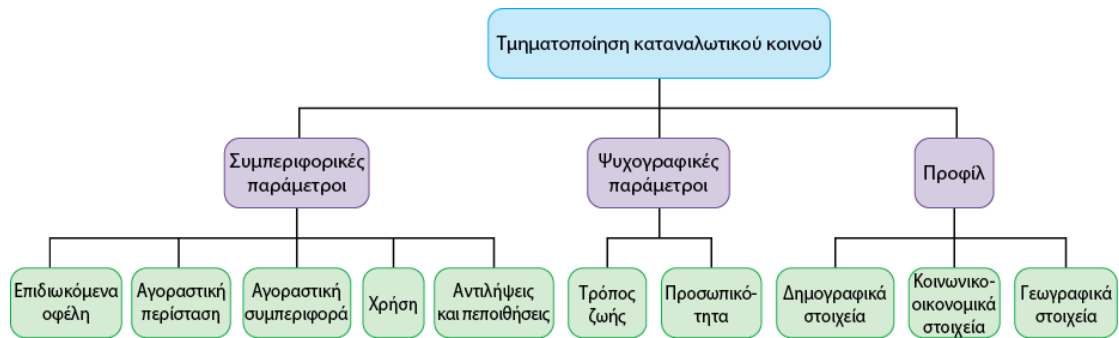 Τμηματοποίηση καταναλωτικού κοινού
Συμπεριφορικές
παράμετροι
Ψυχογραφικές
παράμετροι
Προφίλ
Επιδιωκόμενα
οφέλη
Αγοραστική
περίσταση
Αγοραστική
συμπεριφορά
Χρήση
Αντιλήψεις
και πεποιθήσεις
Τρόπος
ζωής
Προσωπικό-
τητα
Δημογραφικά
στοιχεία
Κοινωνικο-
οικονομικά
στοιχεία
Γεωγραφικά
στοιχεία